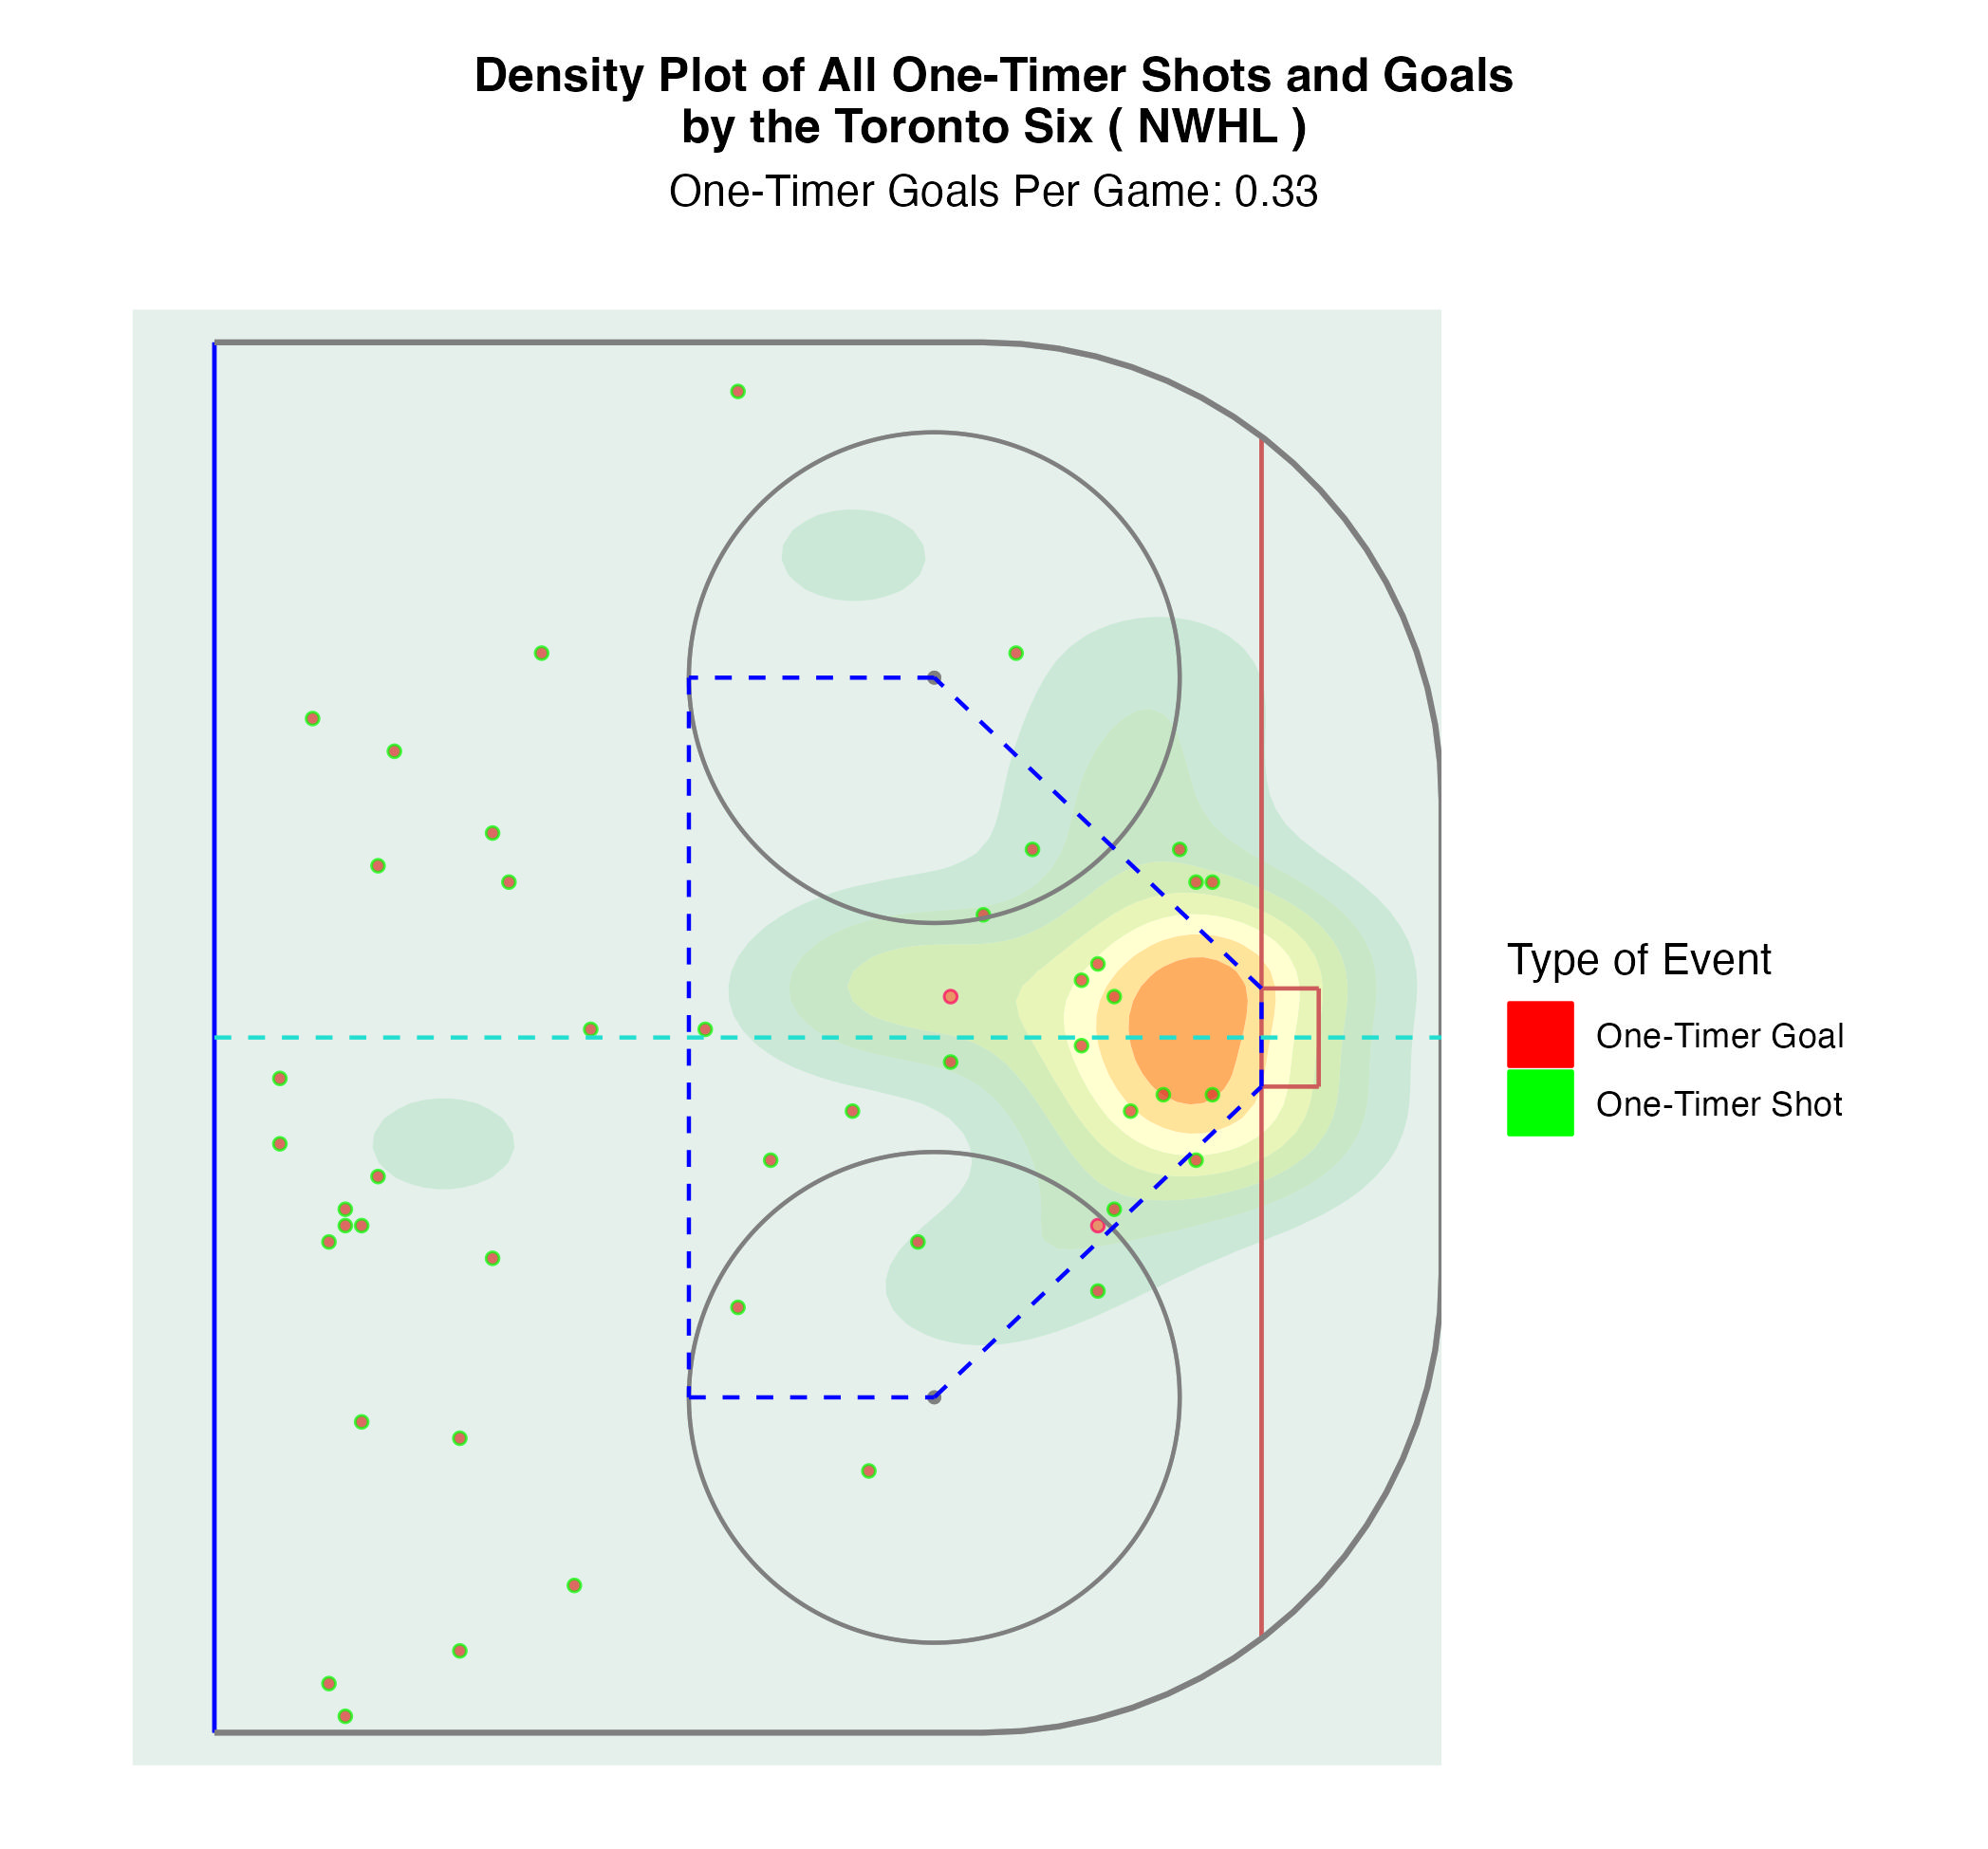 Density Plot of All One-Timer Shots and Goals
by the Toronto Six ( NWHL )
One-Timer Goals Per Game: 0.33
Type of Event
One-Timer Goal
One-Timer Shot